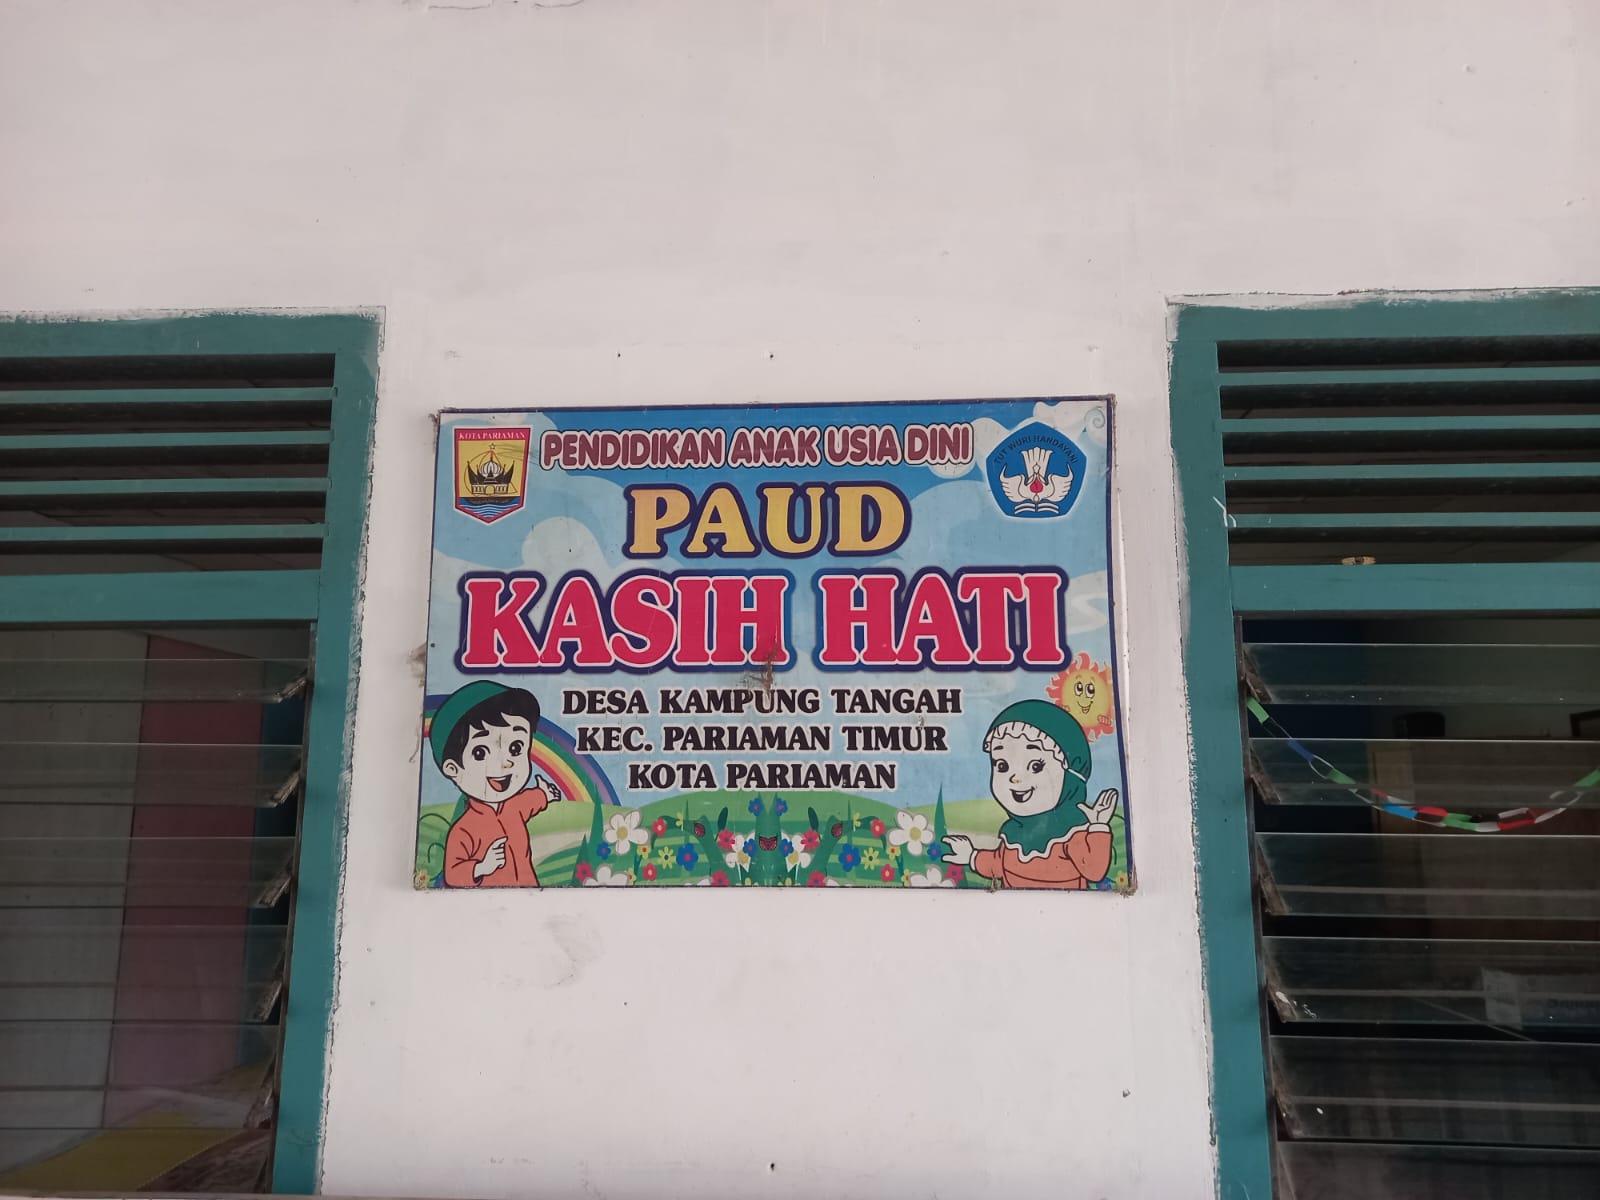 KOTA PARIAMAN
PENDIDIKAN ANAK USIA DINI
TUT WURI HANDAYANI
PAUD
KASIH HATI
DESA KAMPUNG TANGAH
KEC. PARIAMAN TIMUR
KOTA PARIAMAN